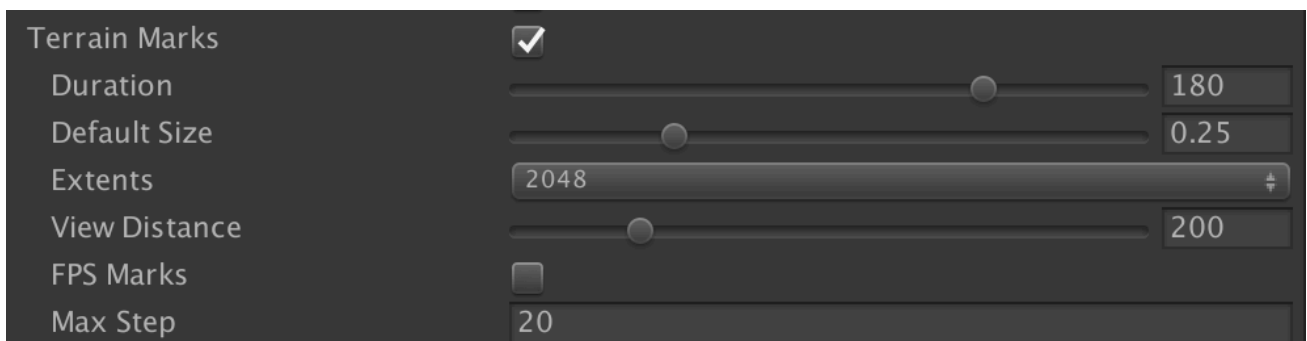 Terrain Marks
Duration 180
Default Size 0.25
Extents 2048
View Distance 200
FPS Marks
Max Step 20